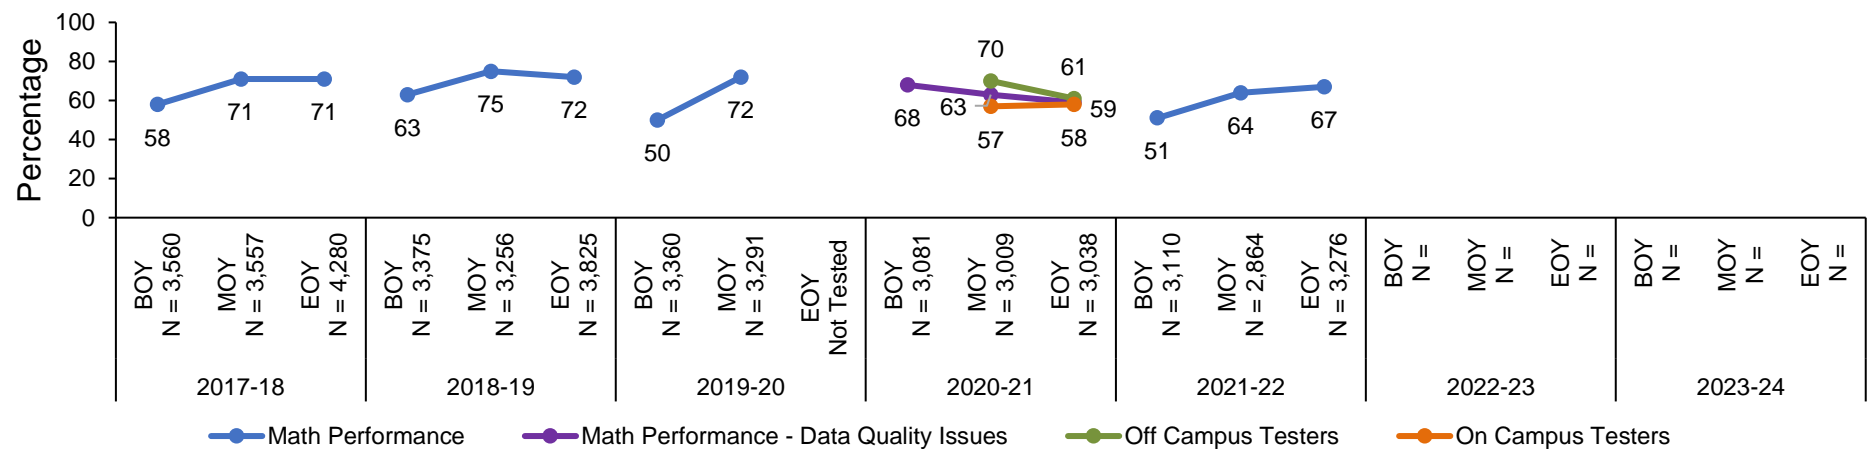 Percentage
100
80
60
40
20
0
58
71
71
63
75
72
50
72
68
63
59
70
61
57
58
51
64
67
BOY
N = 3,560
MOY
N = 3,557
EOY
N = 4,280
BOY
N = 3,375
MOY
N = 3,256
EOY
N = 3,825
BOY
N = 3,360
MOY
N = 3,291
EOY
Not Tested
BOY
N = 3,081
MOY
N = 3,009
EOY
N = 3,038
BOY
N = 3,110
MOY
N = 2,864
EOY
N = 3,276
BOY
N =
MOY
N =
EOY
N =
BOY
N =
MOY
N =
EOY
N =
2017-18
2018-19
2019-20
2020-21
2021-22
2022-23
2023-24
Math Performance
Math Performance - Data Quality Issues
Off Campus Testers
On Campus Testers